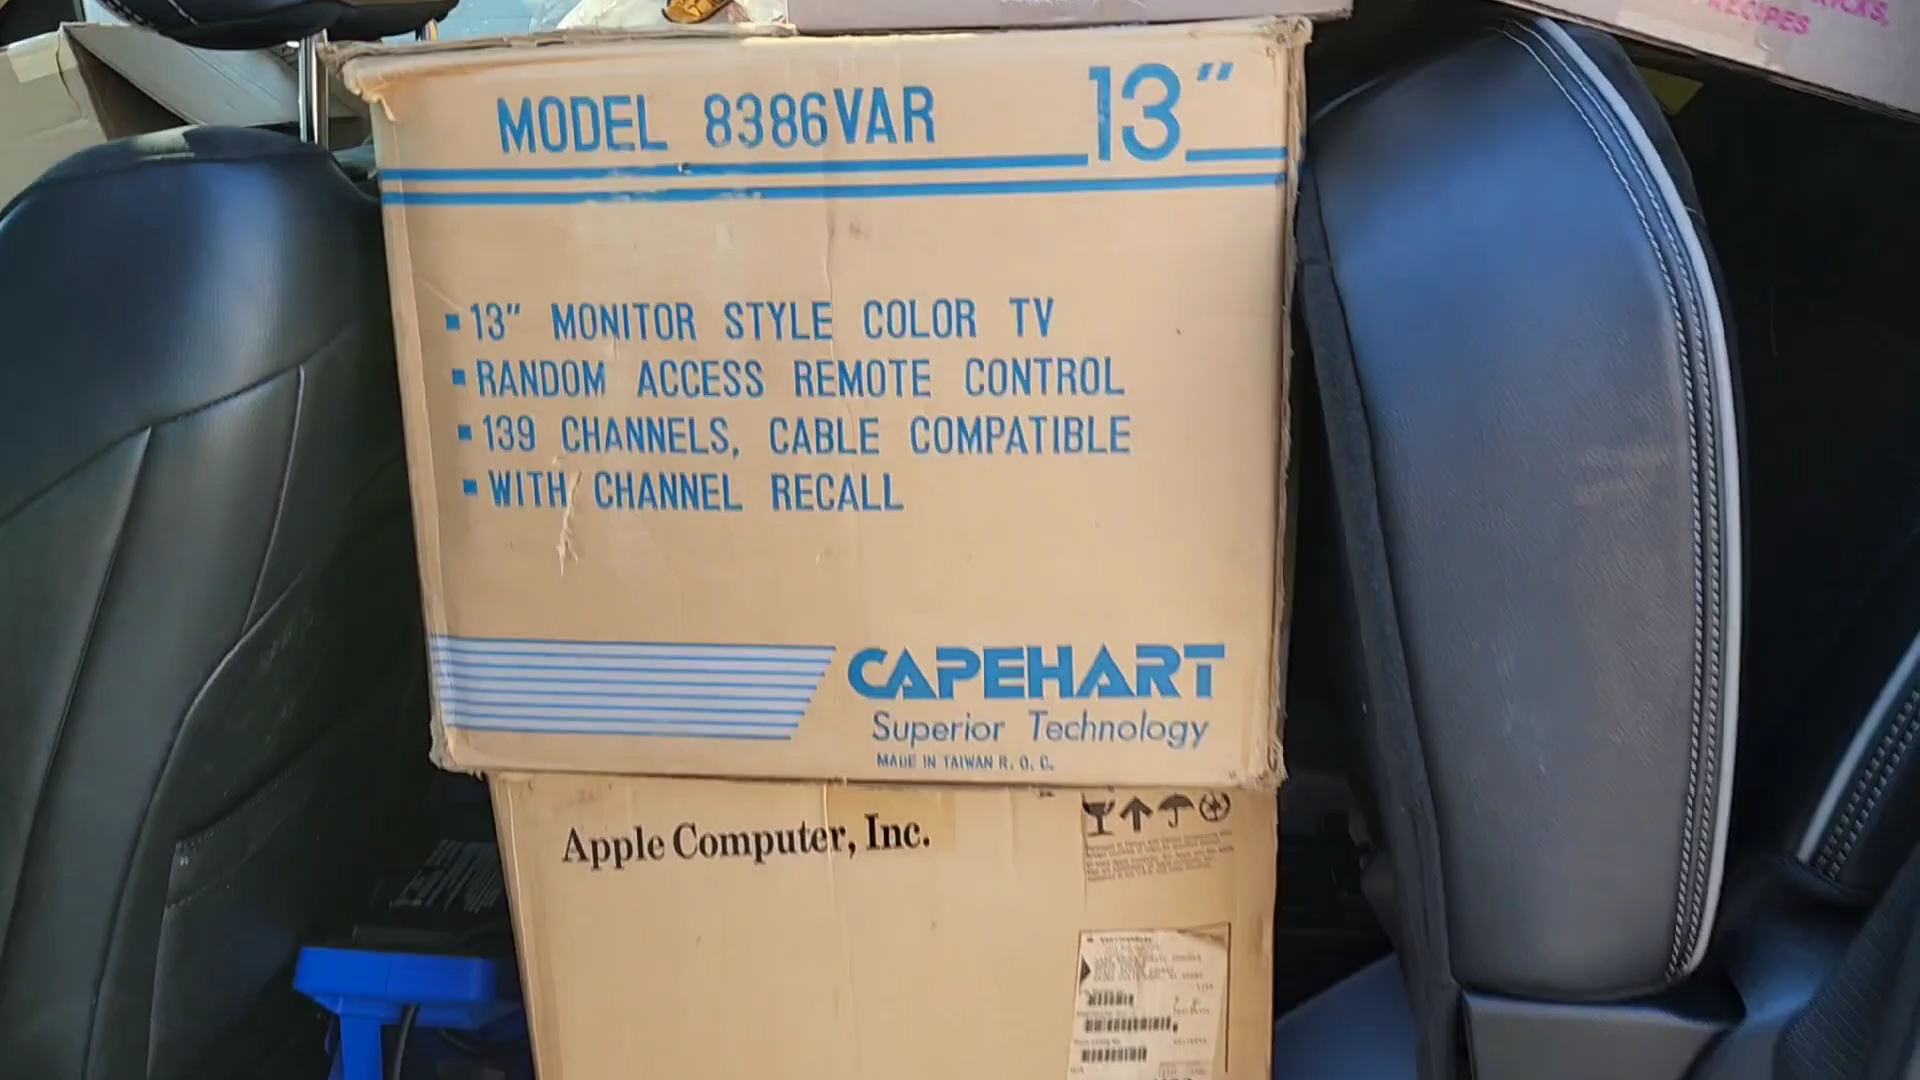 RECIPES
MODEL 8386VAR 13"
▪ 13" MONITOR STYLE COLOR TV
▪ RANDOM ACCESS REMOTE CONTROL
▪ 139 CHANNELS, CABLE COMPATIBLE
▪ WITH CHANNEL RECALL
CAPEHART
Superior Technology
MADE IN TAIWAN R.O.C.
Apple Computer, Inc.